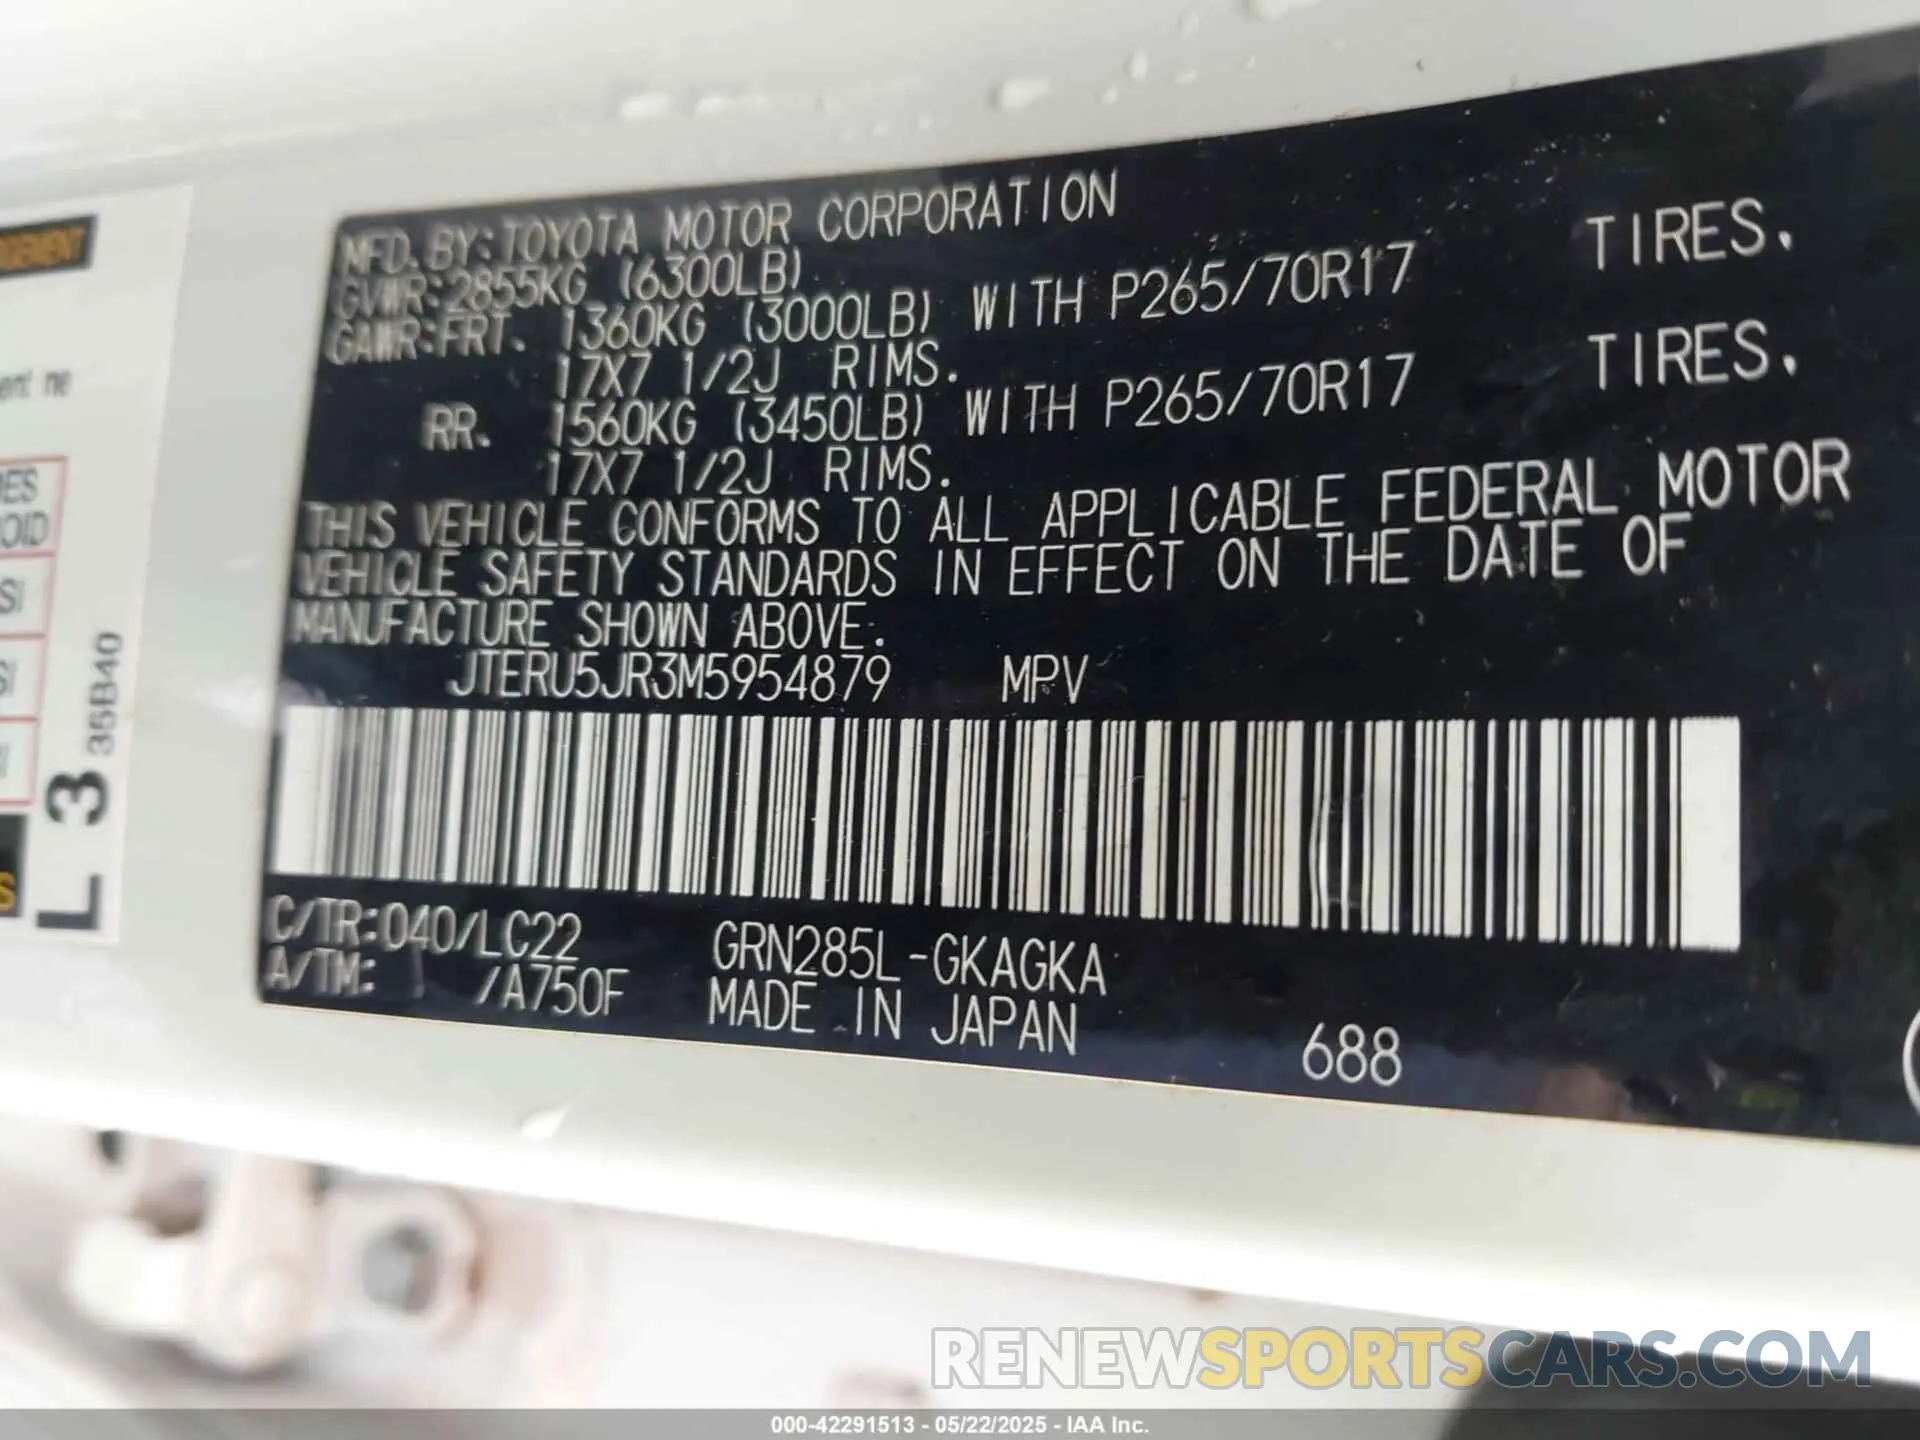 MFD. BY: TOYOTA MOTOR CORPORATION
GVWR: 2855KG (6300LB)
GAWR: FRT. 1360KG (3000LB) WITH P265/70R17 TIRES,
17X7 1/2J RIMS.
RR. 1560KG (3450LB) WITH P265/70R17 TIRES,
17X7 1/2J RIMS.
THIS VEHICLE CONFORMS TO ALL APPLICABLE FEDERAL MOTOR
VEHICLE SAFETY STANDARDS IN EFFECT ON THE DATE OF
MANUFACTURE SHOWN ABOVE.
JTERU5JR3M5954879 MPV
C/TR: 040/LC22 GRN285L-GKAGKA
A/TM: /A750F MADE IN JAPAN
688
ent ne
L 3 35B40
RENEWSPORTSCARS.COM
000-42291513 - 05/22/2025 - IAA Inc.